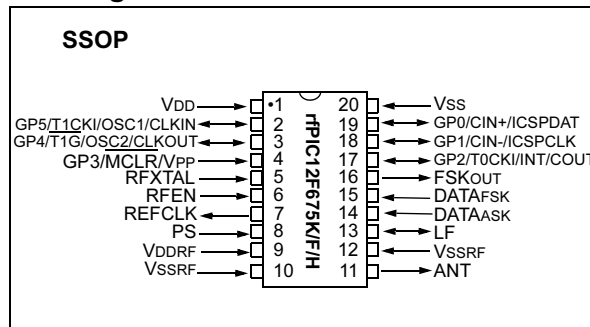 SSOP
VDD 1 20 VSS
GP5/T1CKI/OSC1/CLKIN 2 19 GP0/CIN+/ICSPDAT
GP4/T1G/OSC2/CLKOUT 3 18 GP1/CIN-/ICSPCLK
GP3/MCLR/VPP 4 17 GP2/T0CKI/INT/COUT
RFXTAL 5 16 FSKOUT
RFEN 6 15 DATAFSK
REFCLK 7 14 DATAASK
PS 8 13 LF
VDDRF 9 12 VSSRF
VSSRF 10 11 ANT
rfPIC12F675K/F/H